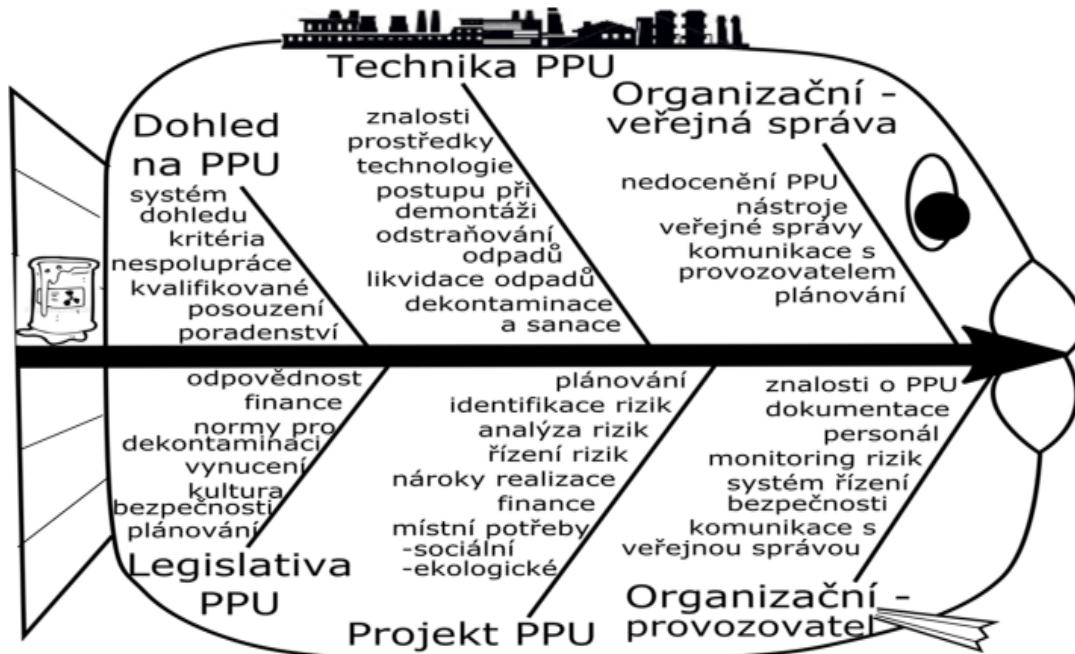 Technika PPU
znalosti
prostředky
technologie
postupu při
demontáži
odstraňování
odpadů
likvidace odpadů
dekontaminace
a sanace
Organizační -
veřejná správa
nedocenění PPU
nástroje
veřejné správy
komunikace s
provozovatelem
plánování
Dohled
na PPU
systém
dohledu
kritéria
nespolupráce
kvalifikované
posouzení
poradenství
odpovědnost
finance
normy pro
dekontaminaci
vynucení
kultura
bezpečnosti
plánování
Legislativa
PPU
plánování
identifikace rizik
analýza rizik
řízení rizik
nároky realizace
finance
místní potřeby
-sociální
-ekologické
Projekt PPU
znalosti o PPU
dokumentace
personál
monitoring rizik
systém řízení
bezpečnosti
komunikace s
veřejnou správou
Organizační -
provozovatel